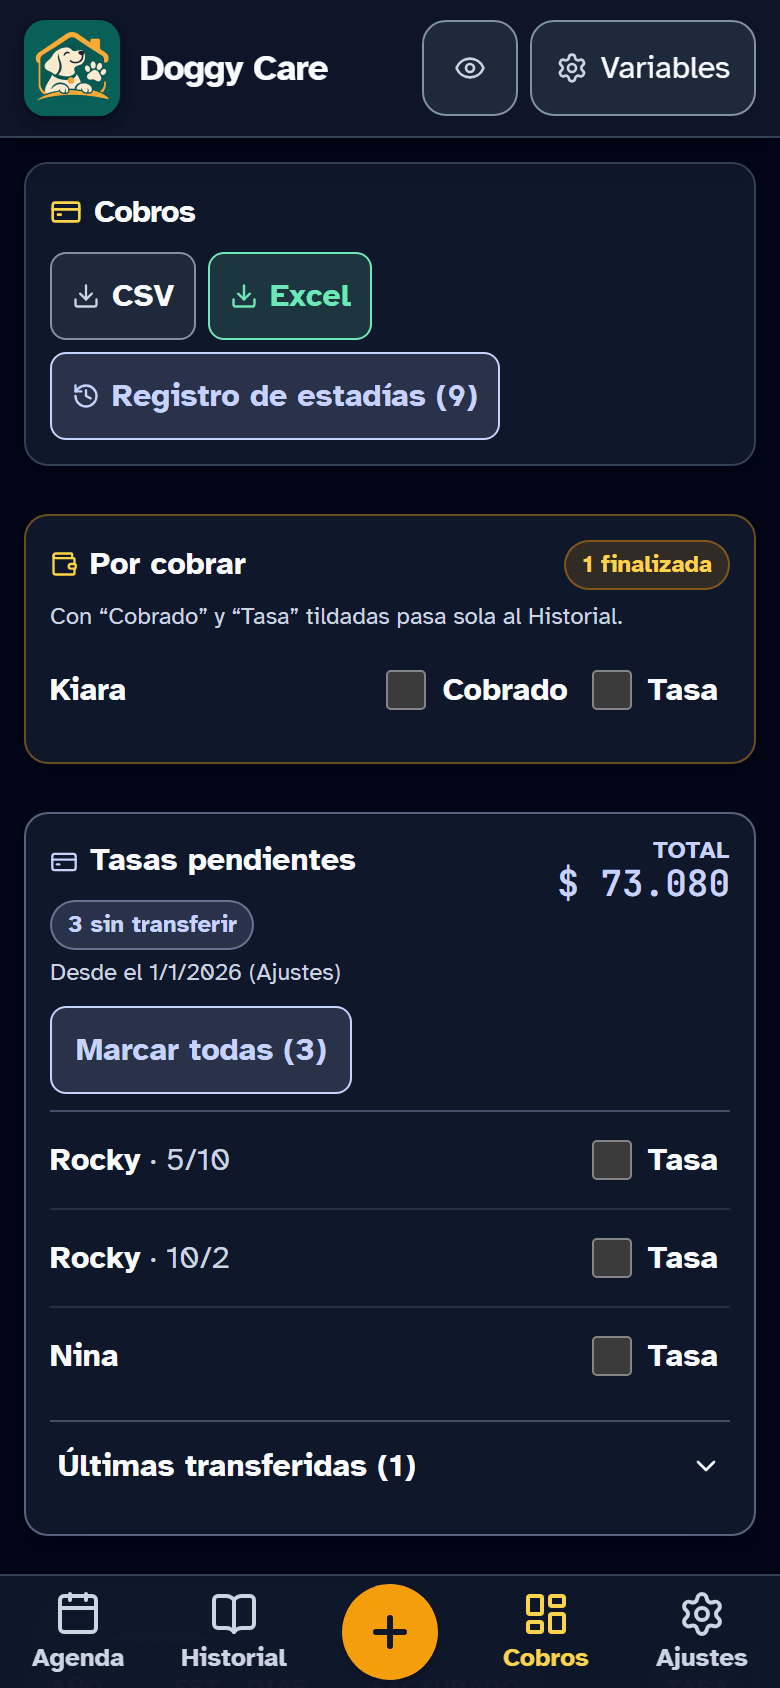 Doggy Care
Variables
Cobros
CSV
Excel
Registro de estadías (9)
Por cobrar
1 finalizada
Con “Cobrado” y “Tasa” tildadas pasa sola al Historial.
Kiara
Cobrado
Tasa
Tasas pendientes
TOTAL
$ 73.080
3 sin transferir
Desde el 1/1/2026 (Ajustes)
Marcar todas (3)
Rocky · 5/10
Tasa
Rocky · 10/2
Tasa
Nina
Tasa
Últimas transferidas (1)
Agenda
Historial
Cobros
Ajustes